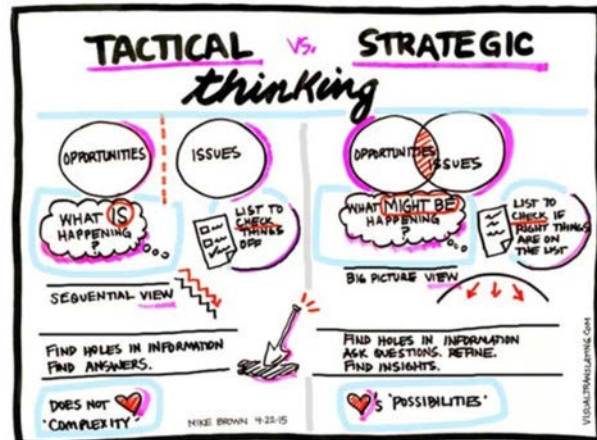 TACTICAL VS. STRATEGIC
thinking
OPPORTUNITIES
ISSUES
WHAT IS
HAPPENING
?
LIST TO
CHECK
THINGS
OFF
SEQUENTIAL VIEW
FIND HOLES IN INFORMATION
FIND ANSWERS.
DOES NOT
'COMPLEXITY'
OPPORTUNITIES
ISSUES
WHAT MIGHT BE
HAPPENING
?
LIST TO
CHECK IF
RIGHT THINGS
ARE ON
THE LIST
BIG PICTURE VIEW
FIND HOLES IN INFORMATION
ASK QUESTIONS. REFINE.
FIND INSIGHTS.
'S 'POSSIBILITIES'
MIKE BROWN 4-22-15
VISUALTRANSLATING.COM